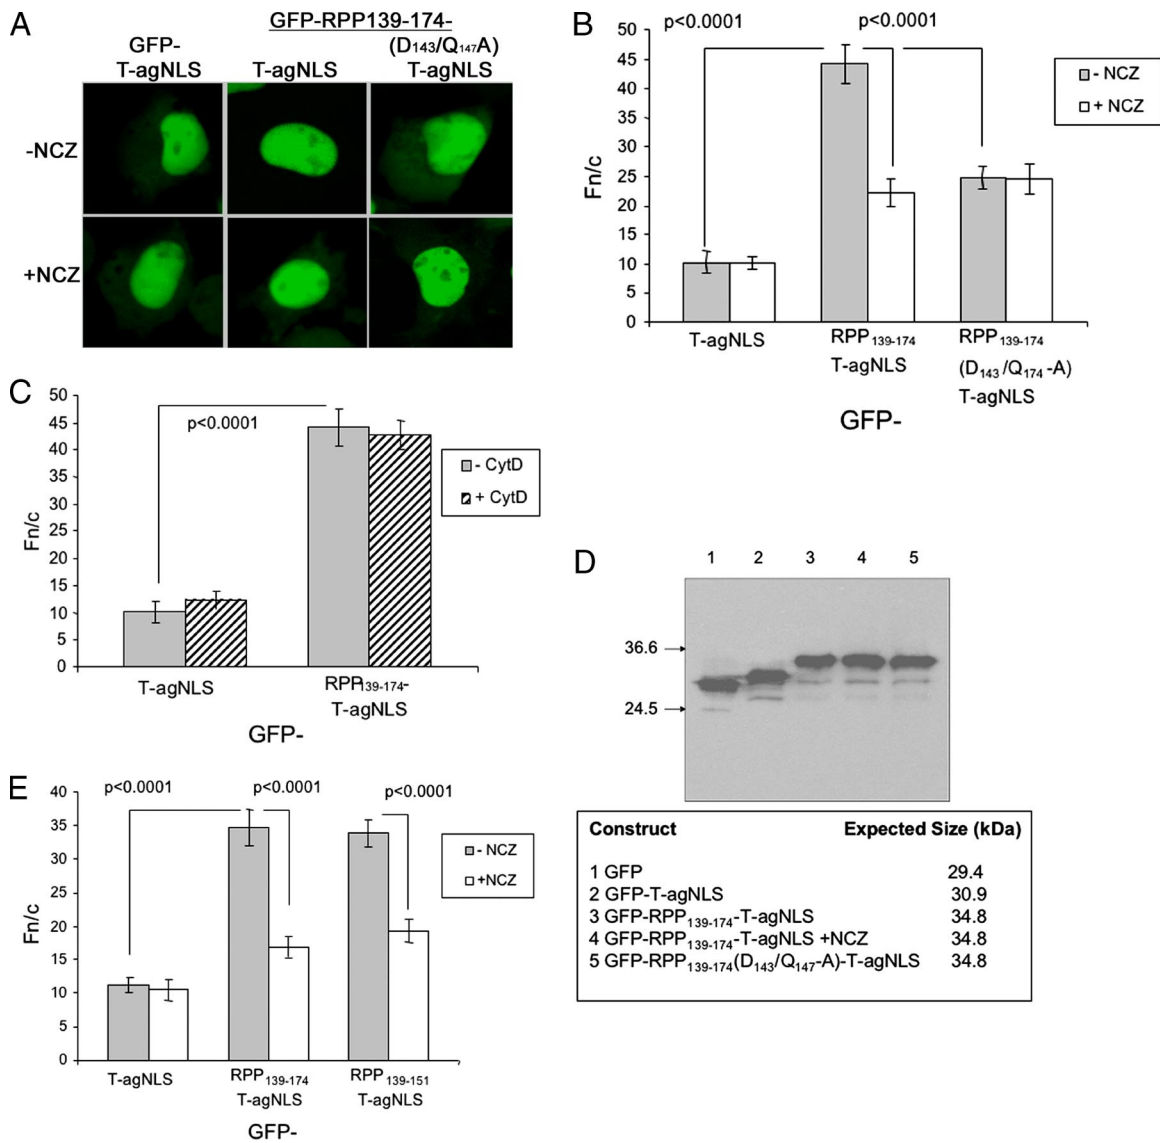 A
GFP-RPP139-174-
GFP-
T-agNLS
T-agNLS
(D143/Q147A)
T-agNLS
-NCZ
+NCZ
B
p<0.0001
p<0.0001
50
45
40
35
30
25
20
15
10
5
0
Fn/c
- NCZ
+ NCZ
T-agNLS
RPP139-174
T-agNLS
RPP139-174
(D143/Q174-A)
T-agNLS
GFP-
C
50
45
40
35
30
25
20
15
10
5
0
Fn/c
p<0.0001
- CytD
+ CytD
T-agNLS
RPP139-174-
T-agNLS
GFP-
D
1 2 3 4 5
36.6
24.5
Construct Expected Size (kDa)
1 GFP 29.4
2 GFP-T-agNLS 30.9
3 GFP-RPP139-174-T-agNLS 34.8
4 GFP-RPP139-174-T-agNLS +NCZ 34.8
5 GFP-RPP139-174(D143/Q147-A)-T-agNLS 34.8
E
p<0.0001
p<0.0001
p<0.0001
40
35
30
25
20
15
10
5
0
Fn/c
- NCZ
+NCZ
T-agNLS
RPP139-174
T-agNLS
RPP139-151
T-agNLS
GFP-